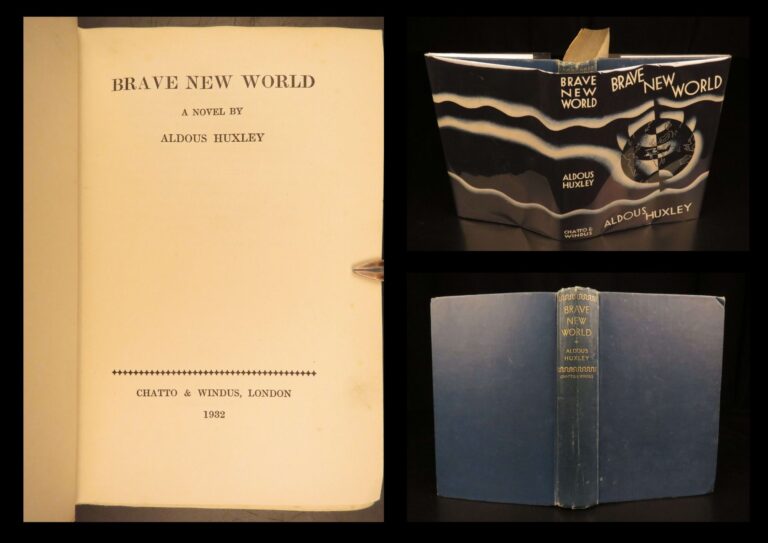 BRAVE NEW WORLD
A NOVEL BY
ALDOUS HUXLEY
CHATTO & WINDUS, LONDON
1932
BRAVE
NEW
WORLD
ALDOUS
HUXLEY
CHATTO &
WINDUS
BRAVE NEW WORLD
ALDOUS HUXLEY
BRAVE
NEW
WORLD
ALDOUS
HUXLEY
CHATTO & WINDUS